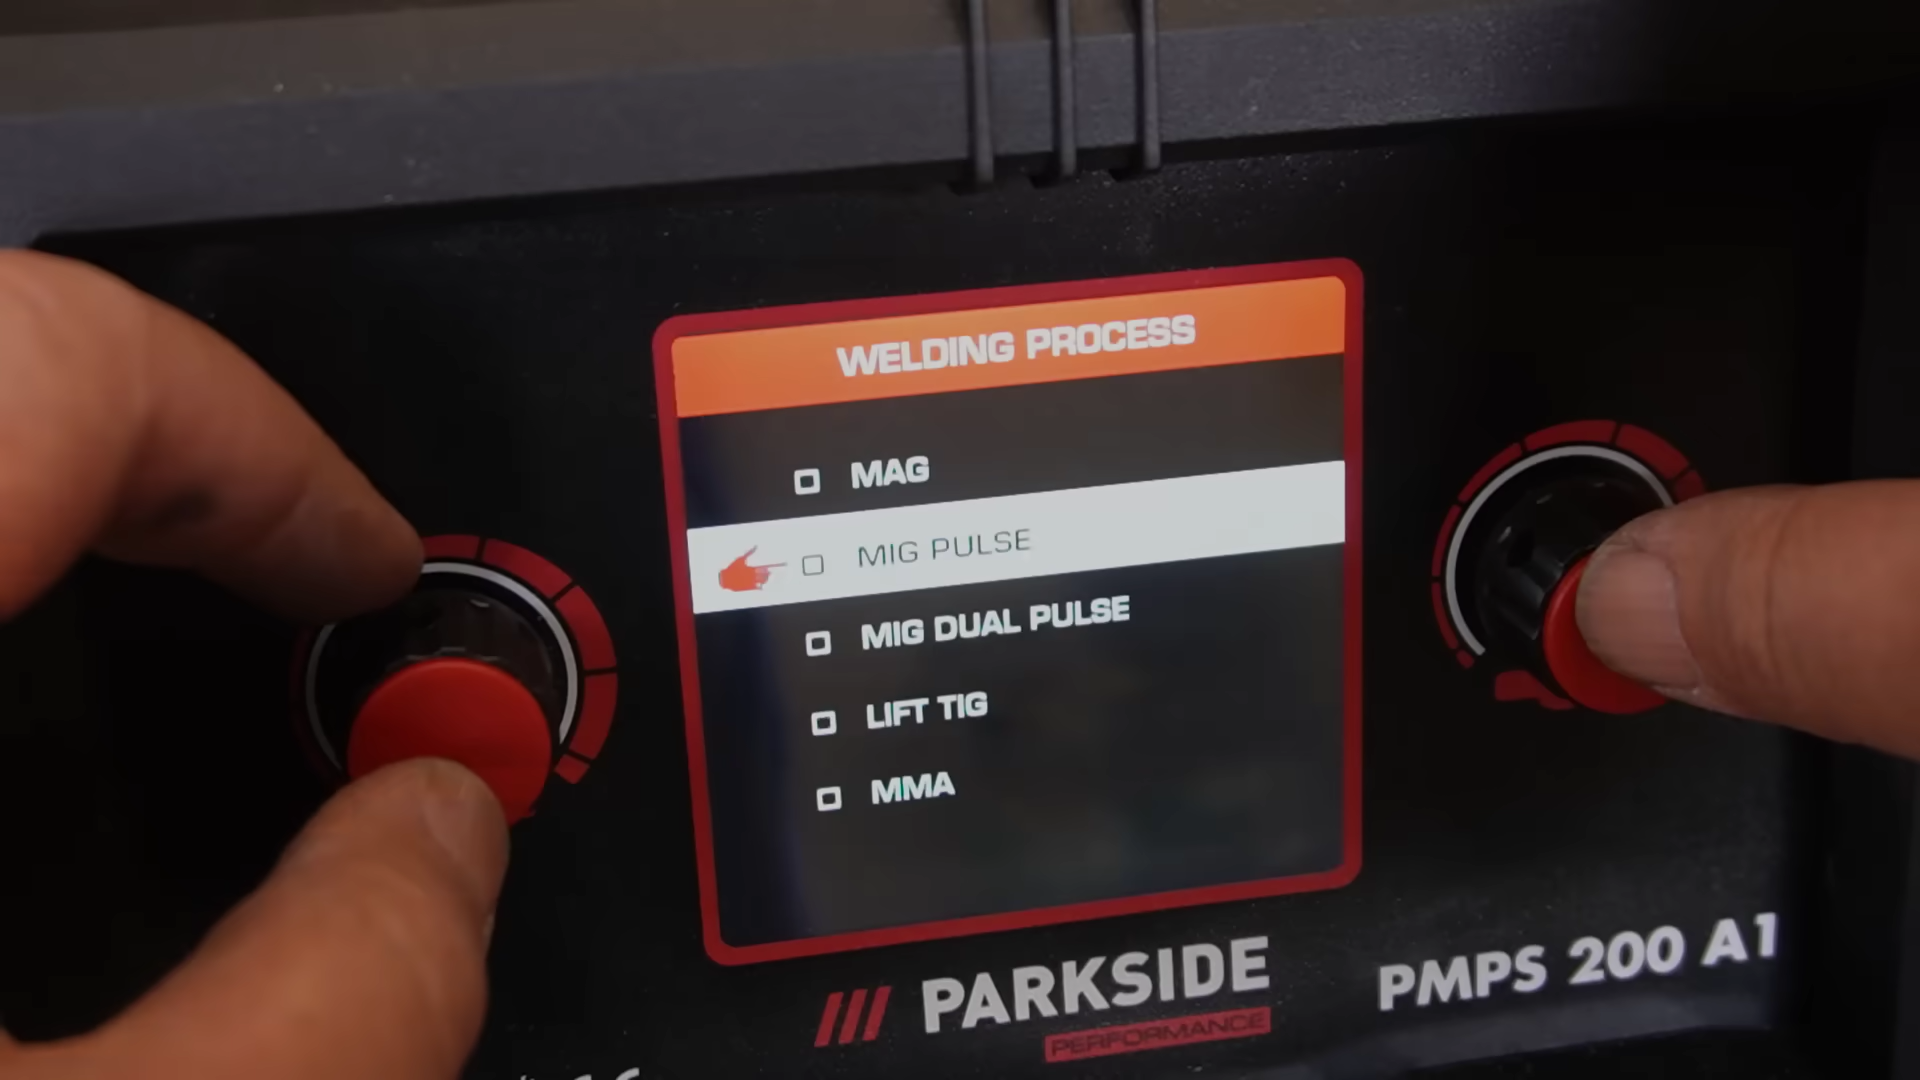 WELDING PROCESS
MAG
MIG PULSE
MIG DUAL PULSE
LIFT TIG
MMA
PARKSIDE
PERFORMANCE
PMPS 200 A1